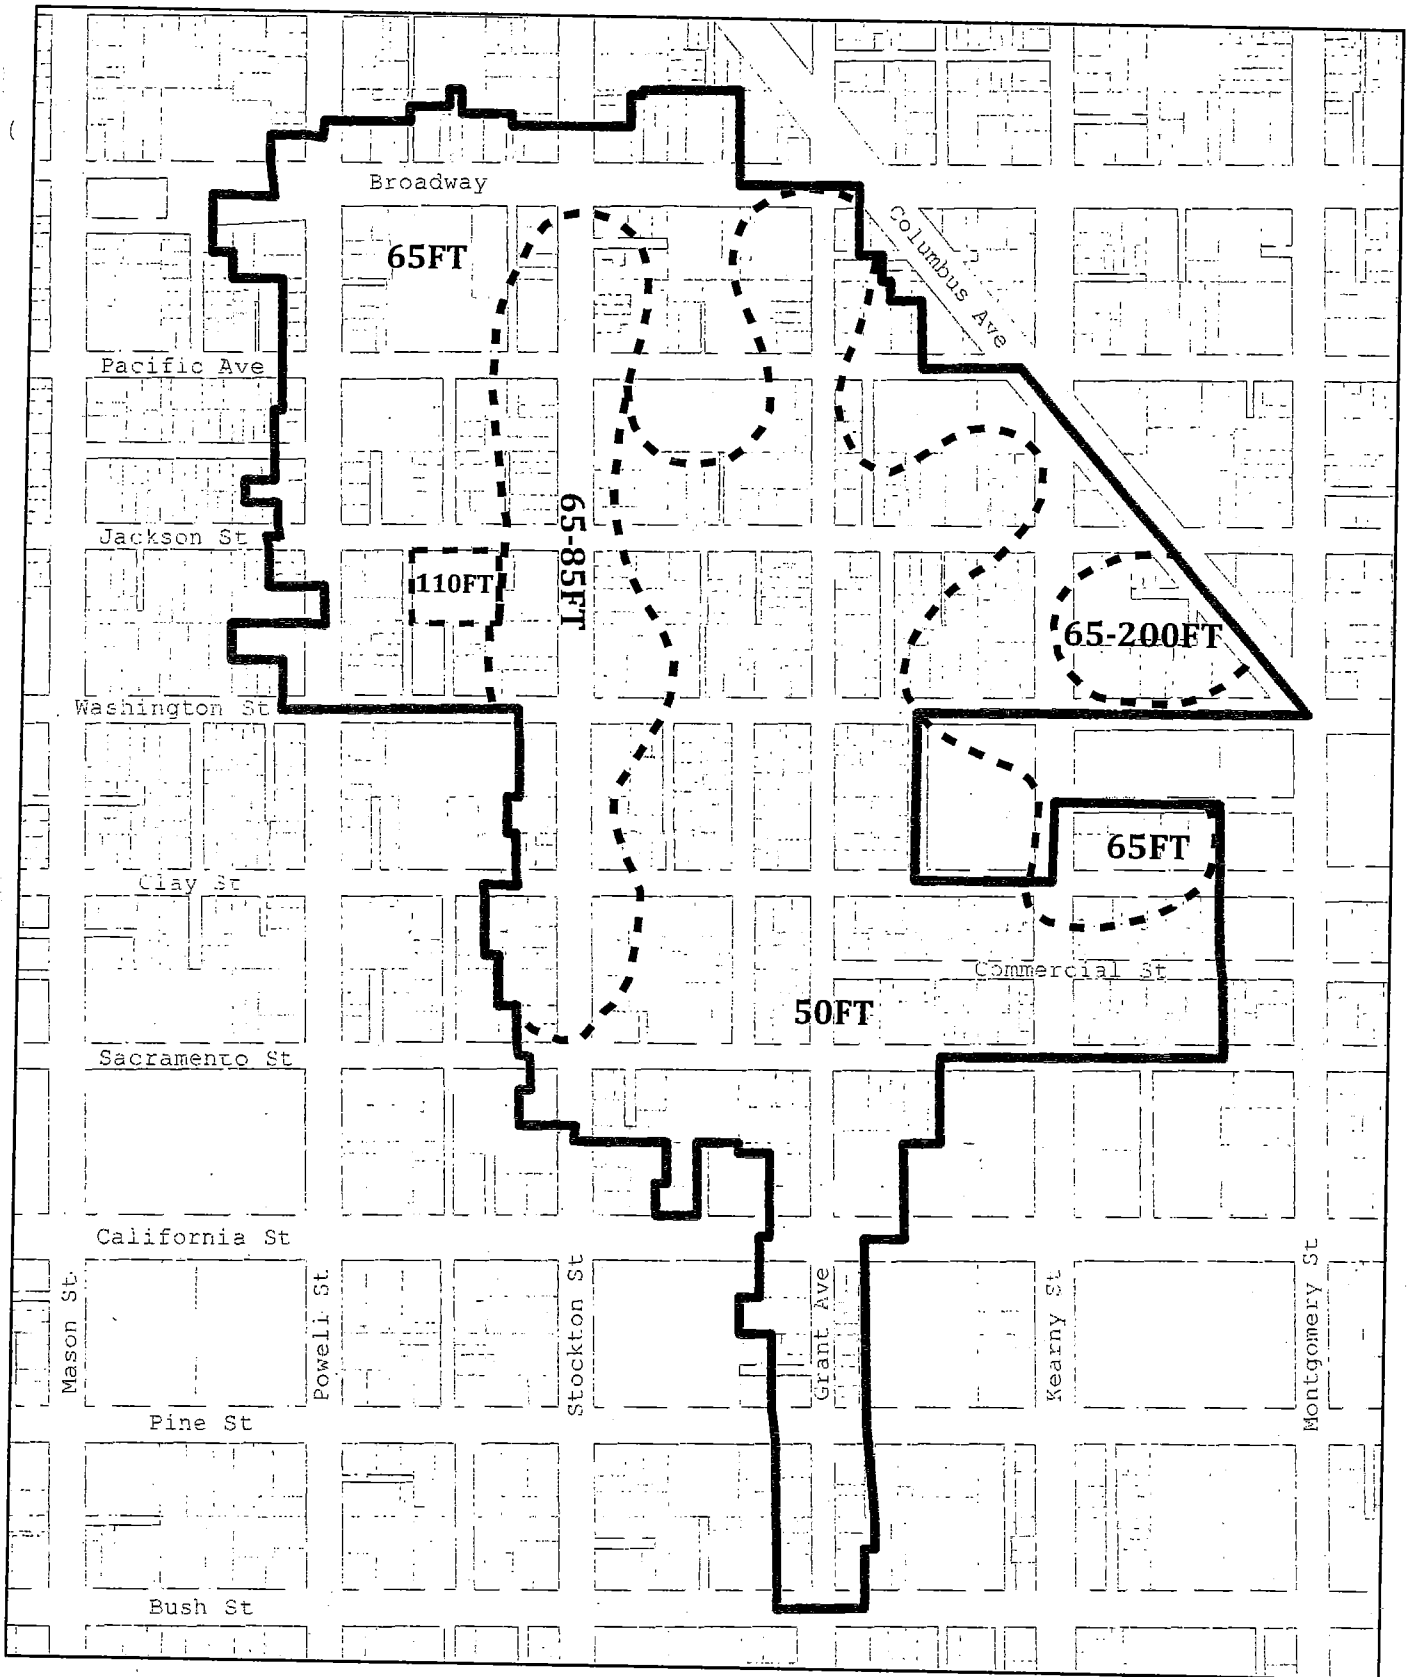 Broadway
Columbus Ave
65FT
Pacific Ave
65-85FT
Jackson St
110FT
65-200FT
Washington St
65FT
Clay St
Commercial St
50FT
Sacramento St
California St
Mason St
Powell St
Stockton St
Grant Ave
Kearny St
Montgomery St
Pine St
Bush St